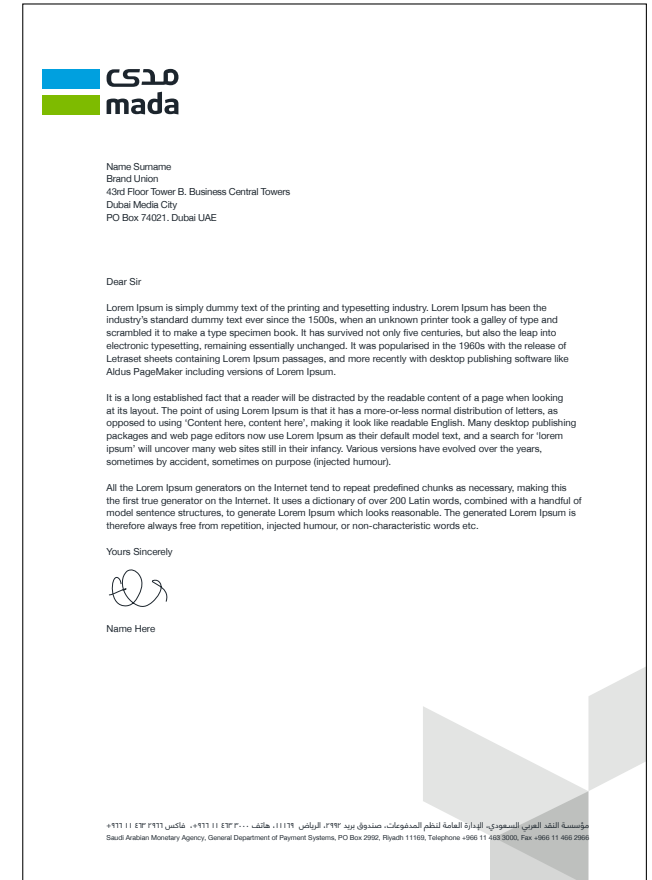 مدى
mada
Name Surname
Brand Union
43rd Floor Tower B. Business Central Towers
Dubai Media City
PO Box 74021. Dubai UAE
Dear Sir
Lorem Ipsum is simply dummy text of the printing and typesetting industry. Lorem Ipsum has been the
industry’s standard dummy text ever since the 1500s, when an unknown printer took a galley of type and
scrambled it to make a type specimen book. It has survived not only five centuries, but also the leap into
electronic typesetting, remaining essentially unchanged. It was popularised in the 1960s with the release of
Letraset sheets containing Lorem Ipsum passages, and more recently with desktop publishing software like
Aldus PageMaker including versions of Lorem Ipsum.
It is a long established fact that a reader will be distracted by the readable content of a page when looking
at its layout. The point of using Lorem Ipsum is that it has a more-or-less normal distribution of letters, as
opposed to using ‘Content here, content here’, making it look like readable English. Many desktop publishing
packages and web page editors now use Lorem Ipsum as their default model text, and a search for ‘lorem
ipsum’ will uncover many web sites still in their infancy. Various versions have evolved over the years,
sometimes by accident, sometimes on purpose (injected humour).
All the Lorem Ipsum generators on the Internet tend to repeat predefined chunks as necessary, making this
the first true generator on the Internet. It uses a dictionary of over 200 Latin words, combined with a handful of
model sentence structures, to generate Lorem Ipsum which looks reasonable. The generated Lorem Ipsum is
therefore always free from repetition, injected humour, or non-characteristic words etc.
Yours Sincerely
Name Here
مؤسسة النقد العربي السعودي، الإدارة العامة لنظم المدفوعات، صندوق بريد ٢٩٩٢، الرياض ١١١٦٩، هاتف ٣٠٠٠ ٤٦٣ ١١ ٩٦٦+، فاكس ٢٩٦٦ ٤٦٣ ١١ ٩٦٦+
Saudi Arabian Monetary Agency, General Department of Payment Systems, PO Box 2992, Riyadh 11169, Telephone +966 11 463 3000, Fax +966 11 466 2966